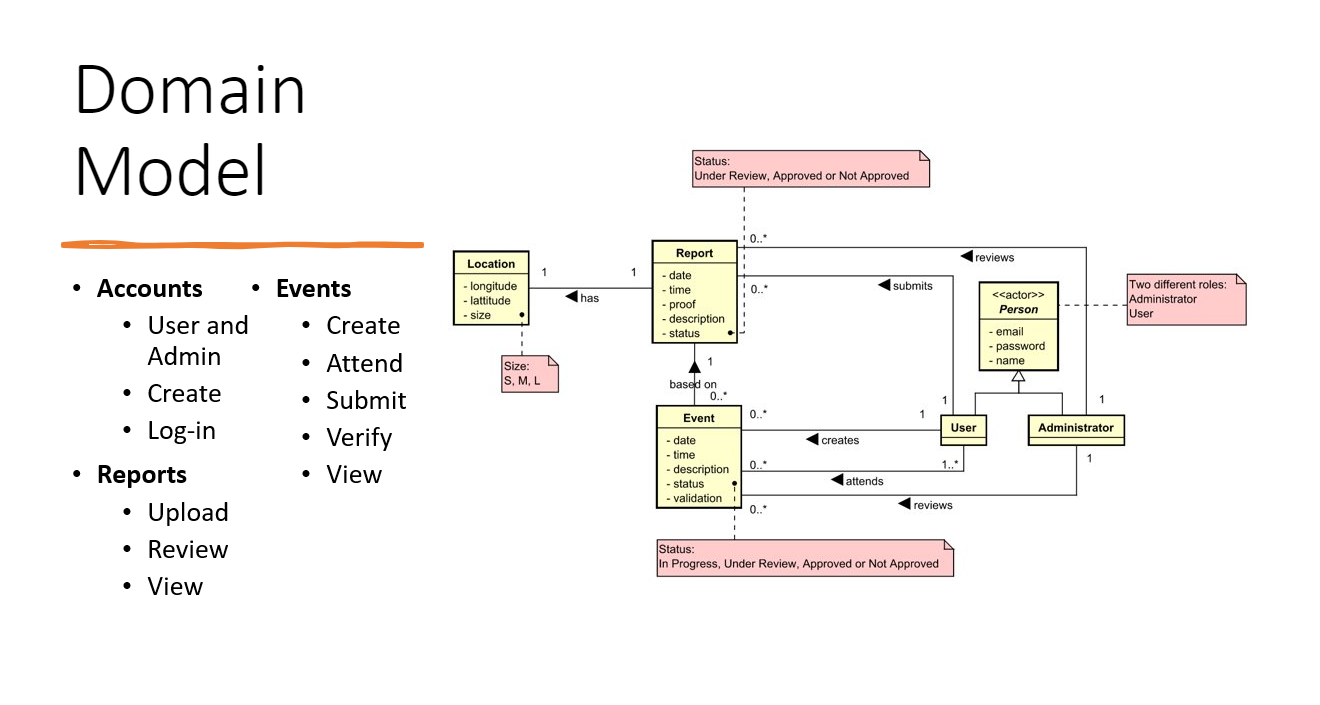 Domain
Model
• Accounts
• User and
Admin
• Create
• Log-in
• Reports
• Upload
• Review
• View
• Events
• Create
• Attend
• Submit
• Verify
• View
Status:
Under Review, Approved or Not Approved
Location
- longitude
- lattitude
- size
Size:
S, M, L
1
1
has
Report
- date
- time
- proof
- description
- status
0..*
reviews
0..*
submits
<<actor>>
Person
- email
- password
- name
Two different roles:
Administrator
User
1
based on
0..*
Event
- date
- time
- description
- status
- validation
0..*
creates
1
1
User
1
Administrator
0..*
attends
1..*
1
0..*
reviews
Status:
In Progress, Under Review, Approved or Not Approved